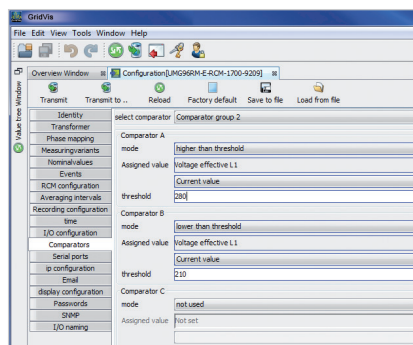 GridVis
File Edit View Tools Window Help
Value tree Window
Overview Window Configuration[UMG96RM-E-RCM-1700-9209]
Transmit Transmit to .. Reload Factory default Save to file Load from file
Identity
Transformer
Phase mapping
Measuringvariants
Nominalvalues
Events
RCM configuration
Averaging intervals
Recording configuration
time
I/O configuration
Comparators
Serial ports
ip configuration
Email
display configuration
Passwords
SNMP
I/O naming
select comparator Comparator group 2
Comparator A
mode higher than threshold
Assigned value Voltage effective L1
Current value
threshold 280
Comparator B
mode lower than threshold
Assigned value Voltage effective L1
Current value
threshold 210
Comparator C
mode not used
Assigned value Not set